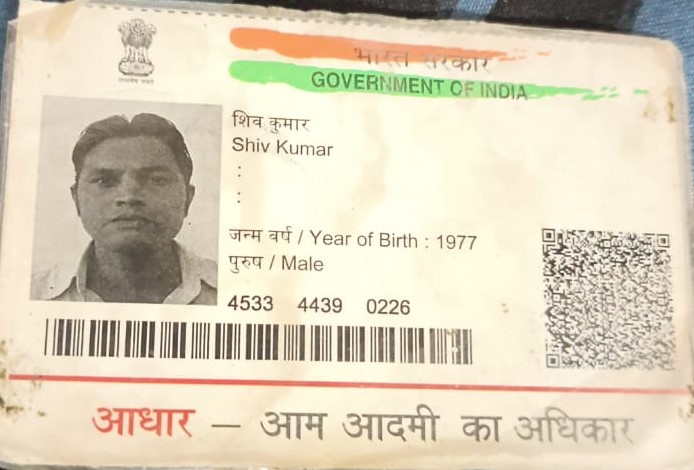 भारत सरकार
GOVERNMENT OF INDIA
शिव कुमार
Shiv Kumar
:
:
जन्म वर्ष / Year of Birth : 1977
पुरुष / Male
4533 4439 0226
आधार – आम आदमी का अधिकार